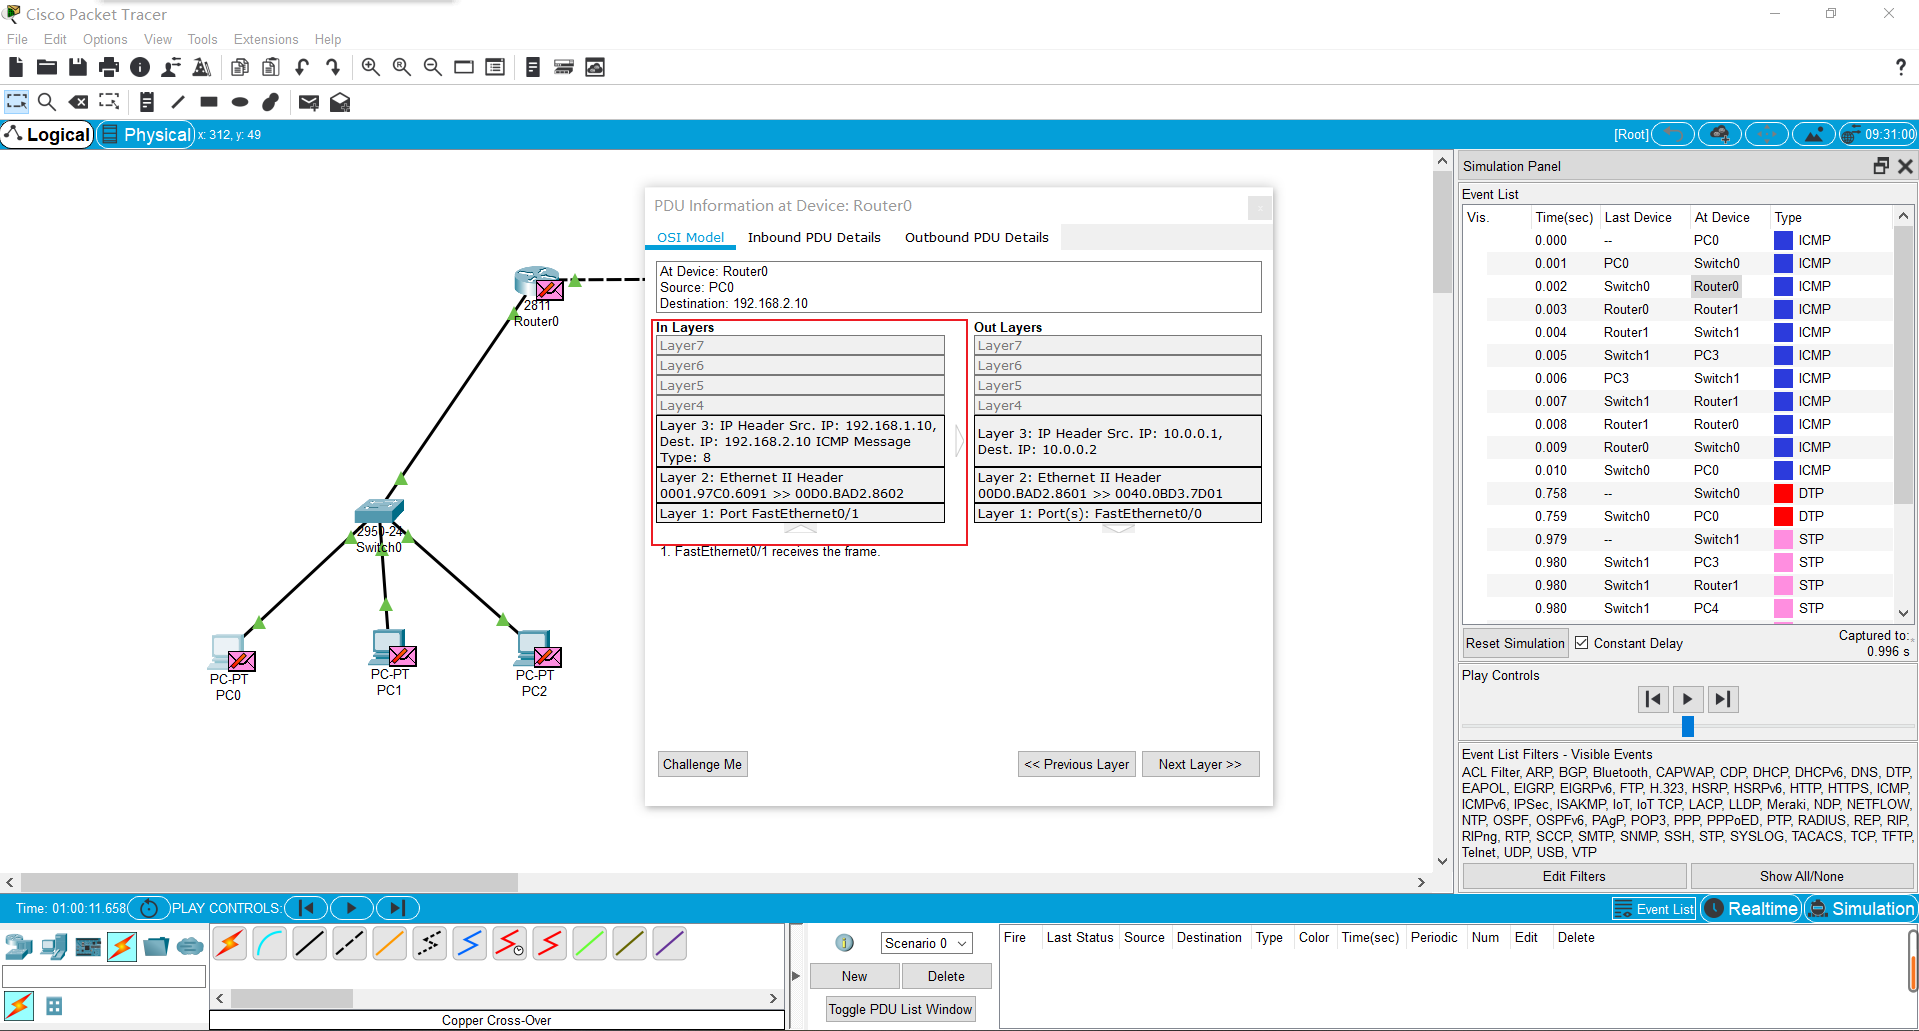 Cisco Packet Tracer
File Edit Options View Tools Extensions Help
Logical Physical x: 312, y: 49 [Root] 09:31:00
2811
Router0
2950-24
Switch0
PC-PT
PC0
PC-PT
PC1
PC-PT
PC2
PDU Information at Device: Router0
OSI Model Inbound PDU Details Outbound PDU Details
At Device: Router0
Source: PC0
Destination: 192.168.2.10
In Layers
Layer7
Layer6
Layer5
Layer4
Layer 3: IP Header Src. IP: 192.168.1.10,
Dest. IP: 192.168.2.10 ICMP Message
Type: 8
Layer 2: Ethernet II Header
0001.97C0.6091 >> 00D0.BAD2.8602
Layer 1: Port FastEthernet0/1
Out Layers
Layer7
Layer6
Layer5
Layer4
Layer 3: IP Header Src. IP: 10.0.0.1,
Dest. IP: 10.0.0.2
Layer 2: Ethernet II Header
00D0.BAD2.8601 >> 0040.0BD3.7D01
Layer 1: Port(s): FastEthernet0/0
1. FastEthernet0/1 receives the frame.
Challenge Me << Previous Layer Next Layer >>
Simulation Panel
Event List
Vis. Time(sec) Last Device At Device Type
0.000 -- PC0 ICMP
0.001 PC0 Switch0 ICMP
0.002 Switch0 Router0 ICMP
0.003 Router0 Router1 ICMP
0.004 Router1 Switch1 ICMP
0.005 Switch1 PC3 ICMP
0.006 PC3 Switch1 ICMP
0.007 Switch1 Router1 ICMP
0.008 Router1 Router0 ICMP
0.009 Router0 Switch0 ICMP
0.010 Switch0 PC0 ICMP
0.758 -- Switch0 DTP
0.759 Switch0 PC0 DTP
0.979 -- Switch1 STP
0.980 Switch1 PC3 STP
0.980 Switch1 Router1 STP
0.980 Switch1 PC4 STP
Reset Simulation Constant Delay Captured to:
0.996 s
Play Controls
Event List Filters - Visible Events
ACL Filter, ARP, BGP, Bluetooth, CAPWAP, CDP, DHCP, DHCPv6, DNS, DTP,
EAPOL, EIGRP, EIGRPv6, FTP, H.323, HSRP, HSRPv6, HTTP, HTTPS, ICMP,
ICMPv6, IPSec, ISAKMP, IoT, IoT TCP, LACP, LLDP, Meraki, NDP, NETFLOW,
NTP, OSPF, OSPFv6, PAgP, POP3, PPP, PPPoED, PTP, RADIUS, REP, RIP,
RIPng, RTP, SCCP, SMTP, SNMP, SSH, STP, SYSLOG, TACACS, TCP, TFTP,
Telnet, UDP, USB, VTP
Edit Filters Show All/None
Time: 01:00:11.658 PLAY CONTROLS: Event List Realtime Simulation
Copper Cross-Over
1 Scenario 0
New Delete
Toggle PDU List Window
Fire Last Status Source Destination Type Color Time(sec) Periodic Num Edit Delete